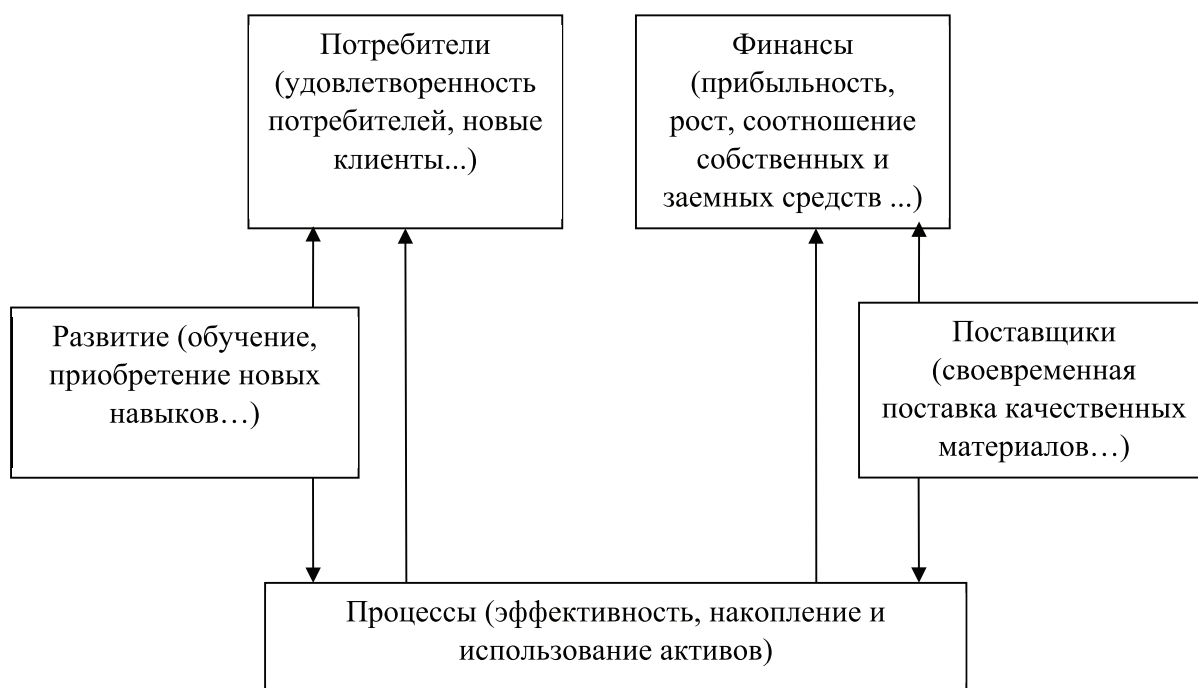 Потребители
(удовлетворенность
потребителей, новые
клиенты...)
Финансы
(прибыльность,
рост, соотношение
собственных и
заемных средств ...)
Развитие (обучение,
приобретение новых
навыков…)
Поставщики
(своевременная
поставка качественных
материалов…)
Процессы (эффективность, накопление и
использование активов)